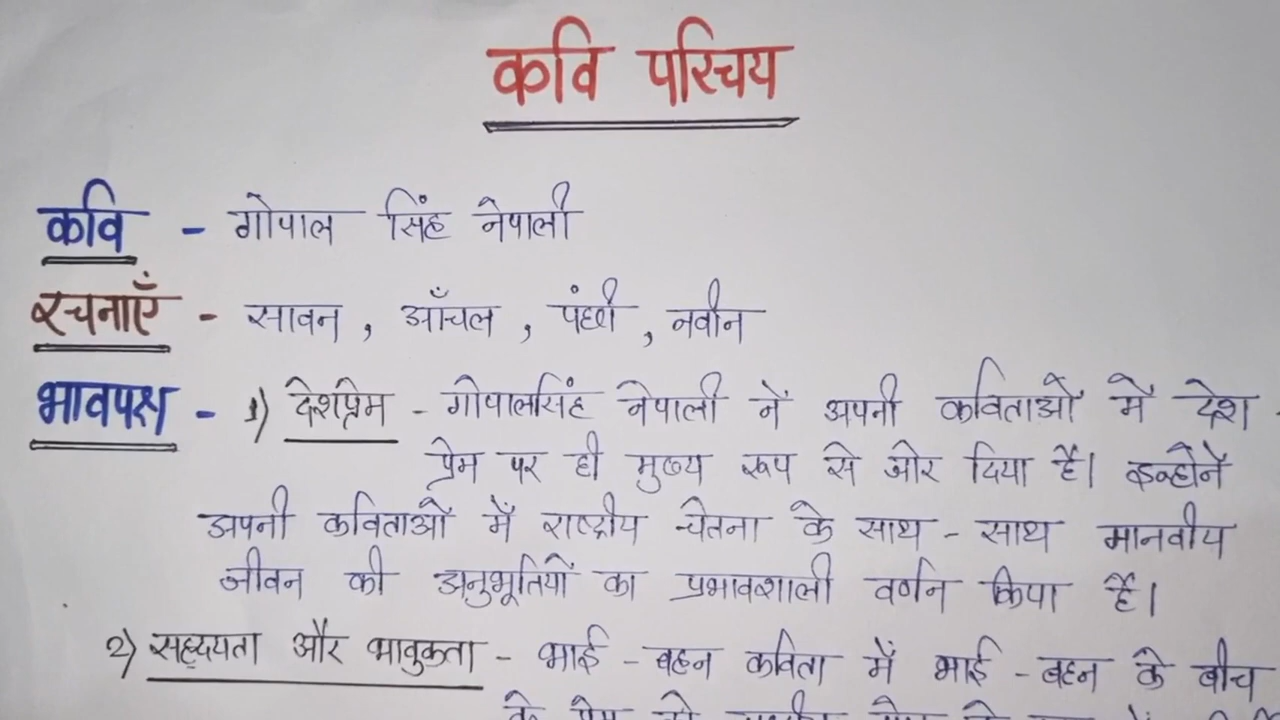 कवि परिचय
कवि - गोपाल सिंह नेपाली
रचनाएँ - सावन, आँचल, पंछी, नवीन
भावपक्ष - 1) देशप्रेम - गोपालसिंह नेपाली नें अपनी कविताओं में देश -
प्रेम पर ही मुख्य रूप से जोर दिया है। इन्होनें
अपनी कविताओं में राष्ट्रीय चेतना के साथ - साथ मानवीय
जीवन की अनुभूतियों का प्रभावशाली वर्णन किया है।
2) सहृदयता और भावुकता - भाई - बहन कविता में भाई - बहन के बीच
के प्रेम को